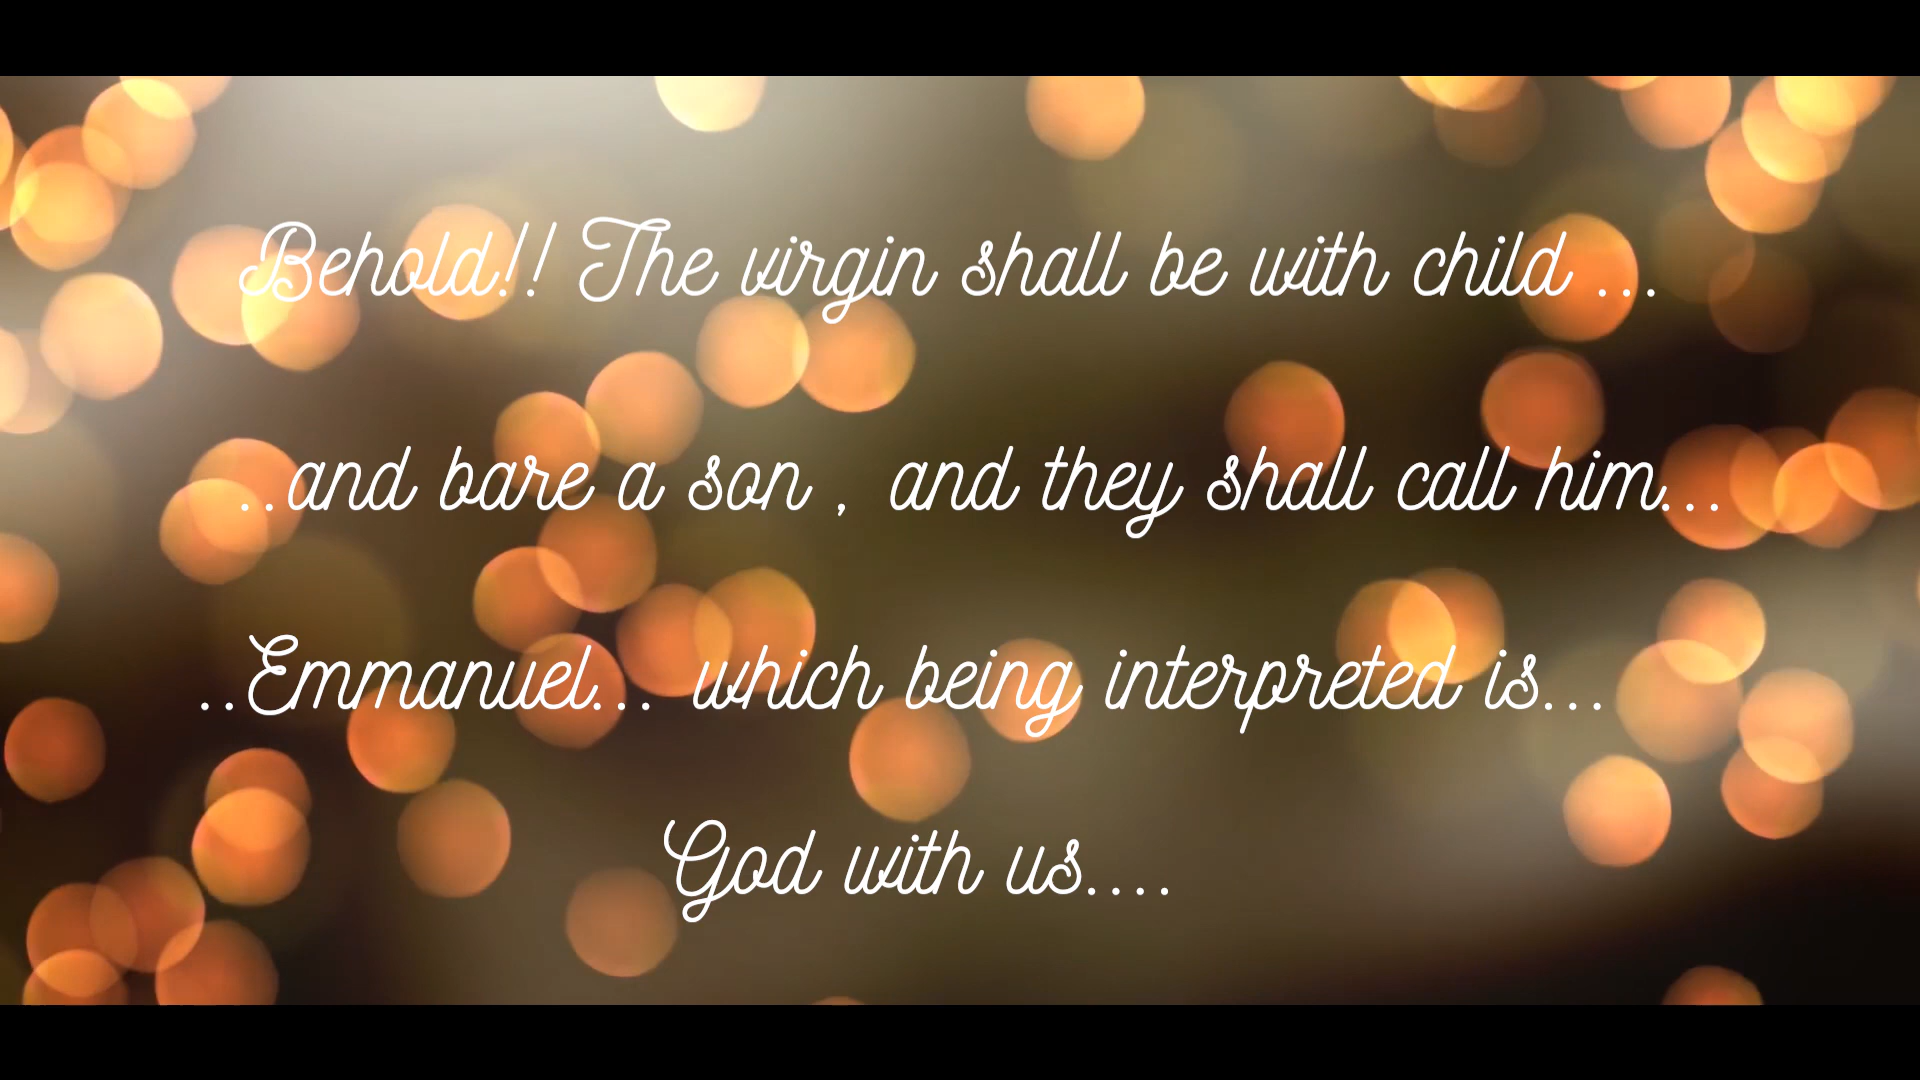 Behold!! The virgin shall be with child ...
..and bare a son , and they shall call him...
..Emmanuel... which being interpreted is...
God with us....